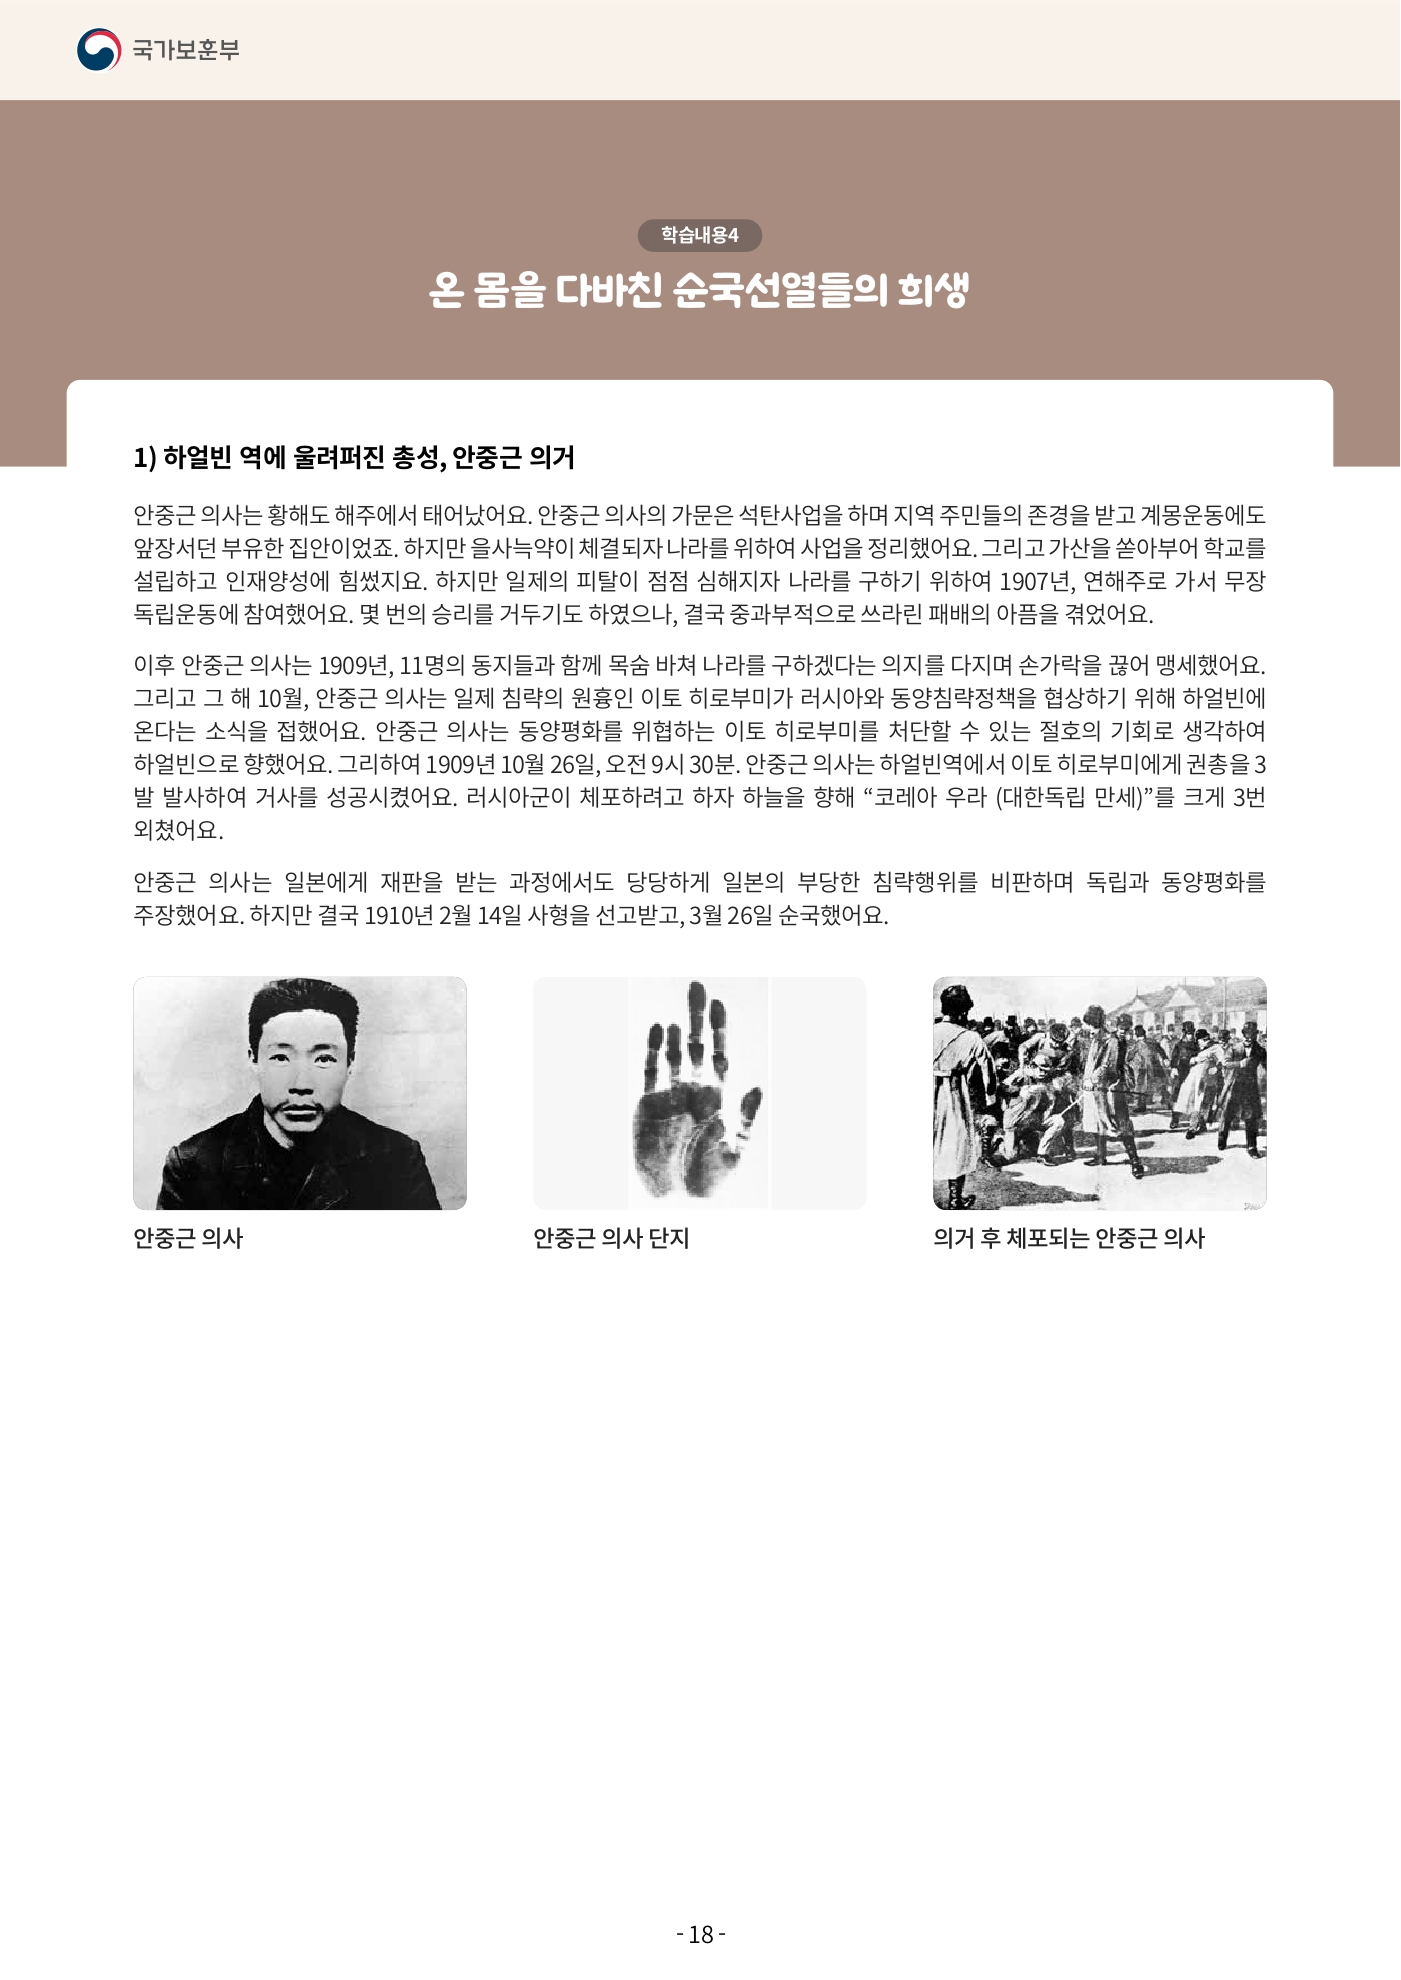 국가보훈부
학습내용4
온 몸을 다바친 순국선열들의 희생
1) 하얼빈 역에 울려퍼진 총성, 안중근 의거
안중근 의사는 황해도 해주에서 태어났어요. 안중근 의사의 가문은 석탄사업을 하며 지역 주민들의 존경을 받고 계몽운동에도
앞장서던 부유한 집안이었죠. 하지만 을사늑약이 체결되자 나라를 위하여 사업을 정리했어요. 그리고 가산을 쏟아부어 학교를
설립하고 인재양성에 힘썼지요. 하지만 일제의 피탈이 점점 심해지자 나라를 구하기 위하여 1907년, 연해주로 가서 무장
독립운동에 참여했어요. 몇 번의 승리를 거두기도 하였으나, 결국 중과부적으로 쓰라린 패배의 아픔을 겪었어요.
이후 안중근 의사는 1909년, 11명의 동지들과 함께 목숨 바쳐 나라를 구하겠다는 의지를 다지며 손가락을 끊어 맹세했어요.
그리고 그 해 10월, 안중근 의사는 일제 침략의 원흉인 이토 히로부미가 러시아와 동양침략정책을 협상하기 위해 하얼빈에
온다는 소식을 접했어요. 안중근 의사는 동양평화를 위협하는 이토 히로부미를 처단할 수 있는 절호의 기회로 생각하여
하얼빈으로 향했어요. 그리하여 1909년 10월 26일, 오전 9시 30분. 안중근 의사는 하얼빈역에서 이토 히로부미에게 권총을 3
발 발사하여 거사를 성공시켰어요. 러시아군이 체포하려고 하자 하늘을 향해 “코레아 우라 (대한독립 만세)”를 크게 3번
외쳤어요.
안중근 의사는 일본에게 재판을 받는 과정에서도 당당하게 일본의 부당한 침략행위를 비판하며 독립과 동양평화를
주장했어요. 하지만 결국 1910년 2월 14일 사형을 선고받고, 3월 26일 순국했어요.
안중근 의사
안중근 의사 단지
의거 후 체포되는 안중근 의사
- 18 -